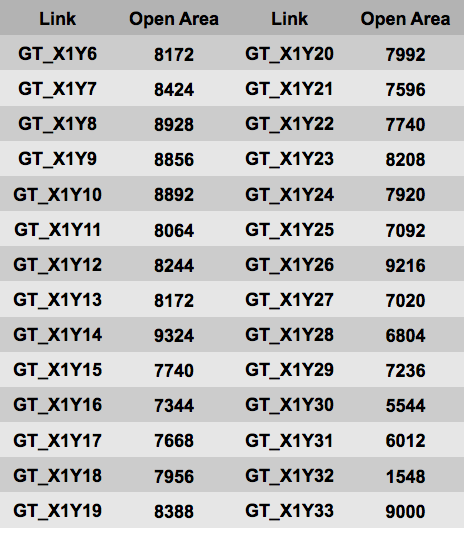 Link Open Area Link Open Area
GT_X1Y6 8172 GT_X1Y20 7992
GT_X1Y7 8424 GT_X1Y21 7596
GT_X1Y8 8928 GT_X1Y22 7740
GT_X1Y9 8856 GT_X1Y23 8208
GT_X1Y10 8892 GT_X1Y24 7920
GT_X1Y11 8064 GT_X1Y25 7092
GT_X1Y12 8244 GT_X1Y26 9216
GT_X1Y13 8172 GT_X1Y27 7020
GT_X1Y14 9324 GT_X1Y28 6804
GT_X1Y15 7740 GT_X1Y29 7236
GT_X1Y16 7344 GT_X1Y30 5544
GT_X1Y17 7668 GT_X1Y31 6012
GT_X1Y18 7956 GT_X1Y32 1548
GT_X1Y19 8388 GT_X1Y33 9000